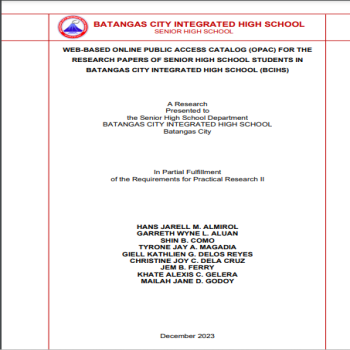 BATANGAS CITY INTEGRATED HIGH SCHOOL
SENIOR HIGH SCHOOL
WEB-BASED ONLINE PUBLIC ACCESS CATALOG (OPAC) FOR THE
RESEARCH PAPERS OF SENIOR HIGH SCHOOL STUDENTS IN
BATANGAS CITY INTEGRATED HIGH SCHOOL (BCIHS)
A Research
Presented to
the Senior High School Department
BATANGAS CITY INTEGRATED HIGH SCHOOL
Batangas City
In Partial Fulfillment
of the Requirements for Practical Research II
HANS JARELL M. ALMIROL
GARRETH WYNE L. ALUAN
SHIN B. COMO
TYRONE JAY A. MAGADIA
GIELL KATHLIEN G. DELOS REYES
CHRISTINE JOY C. DELA CRUZ
JEM B. FERRY
KHATE ALEXIS C. GELERA
MAILAH JANE D. GODOY
December 2023